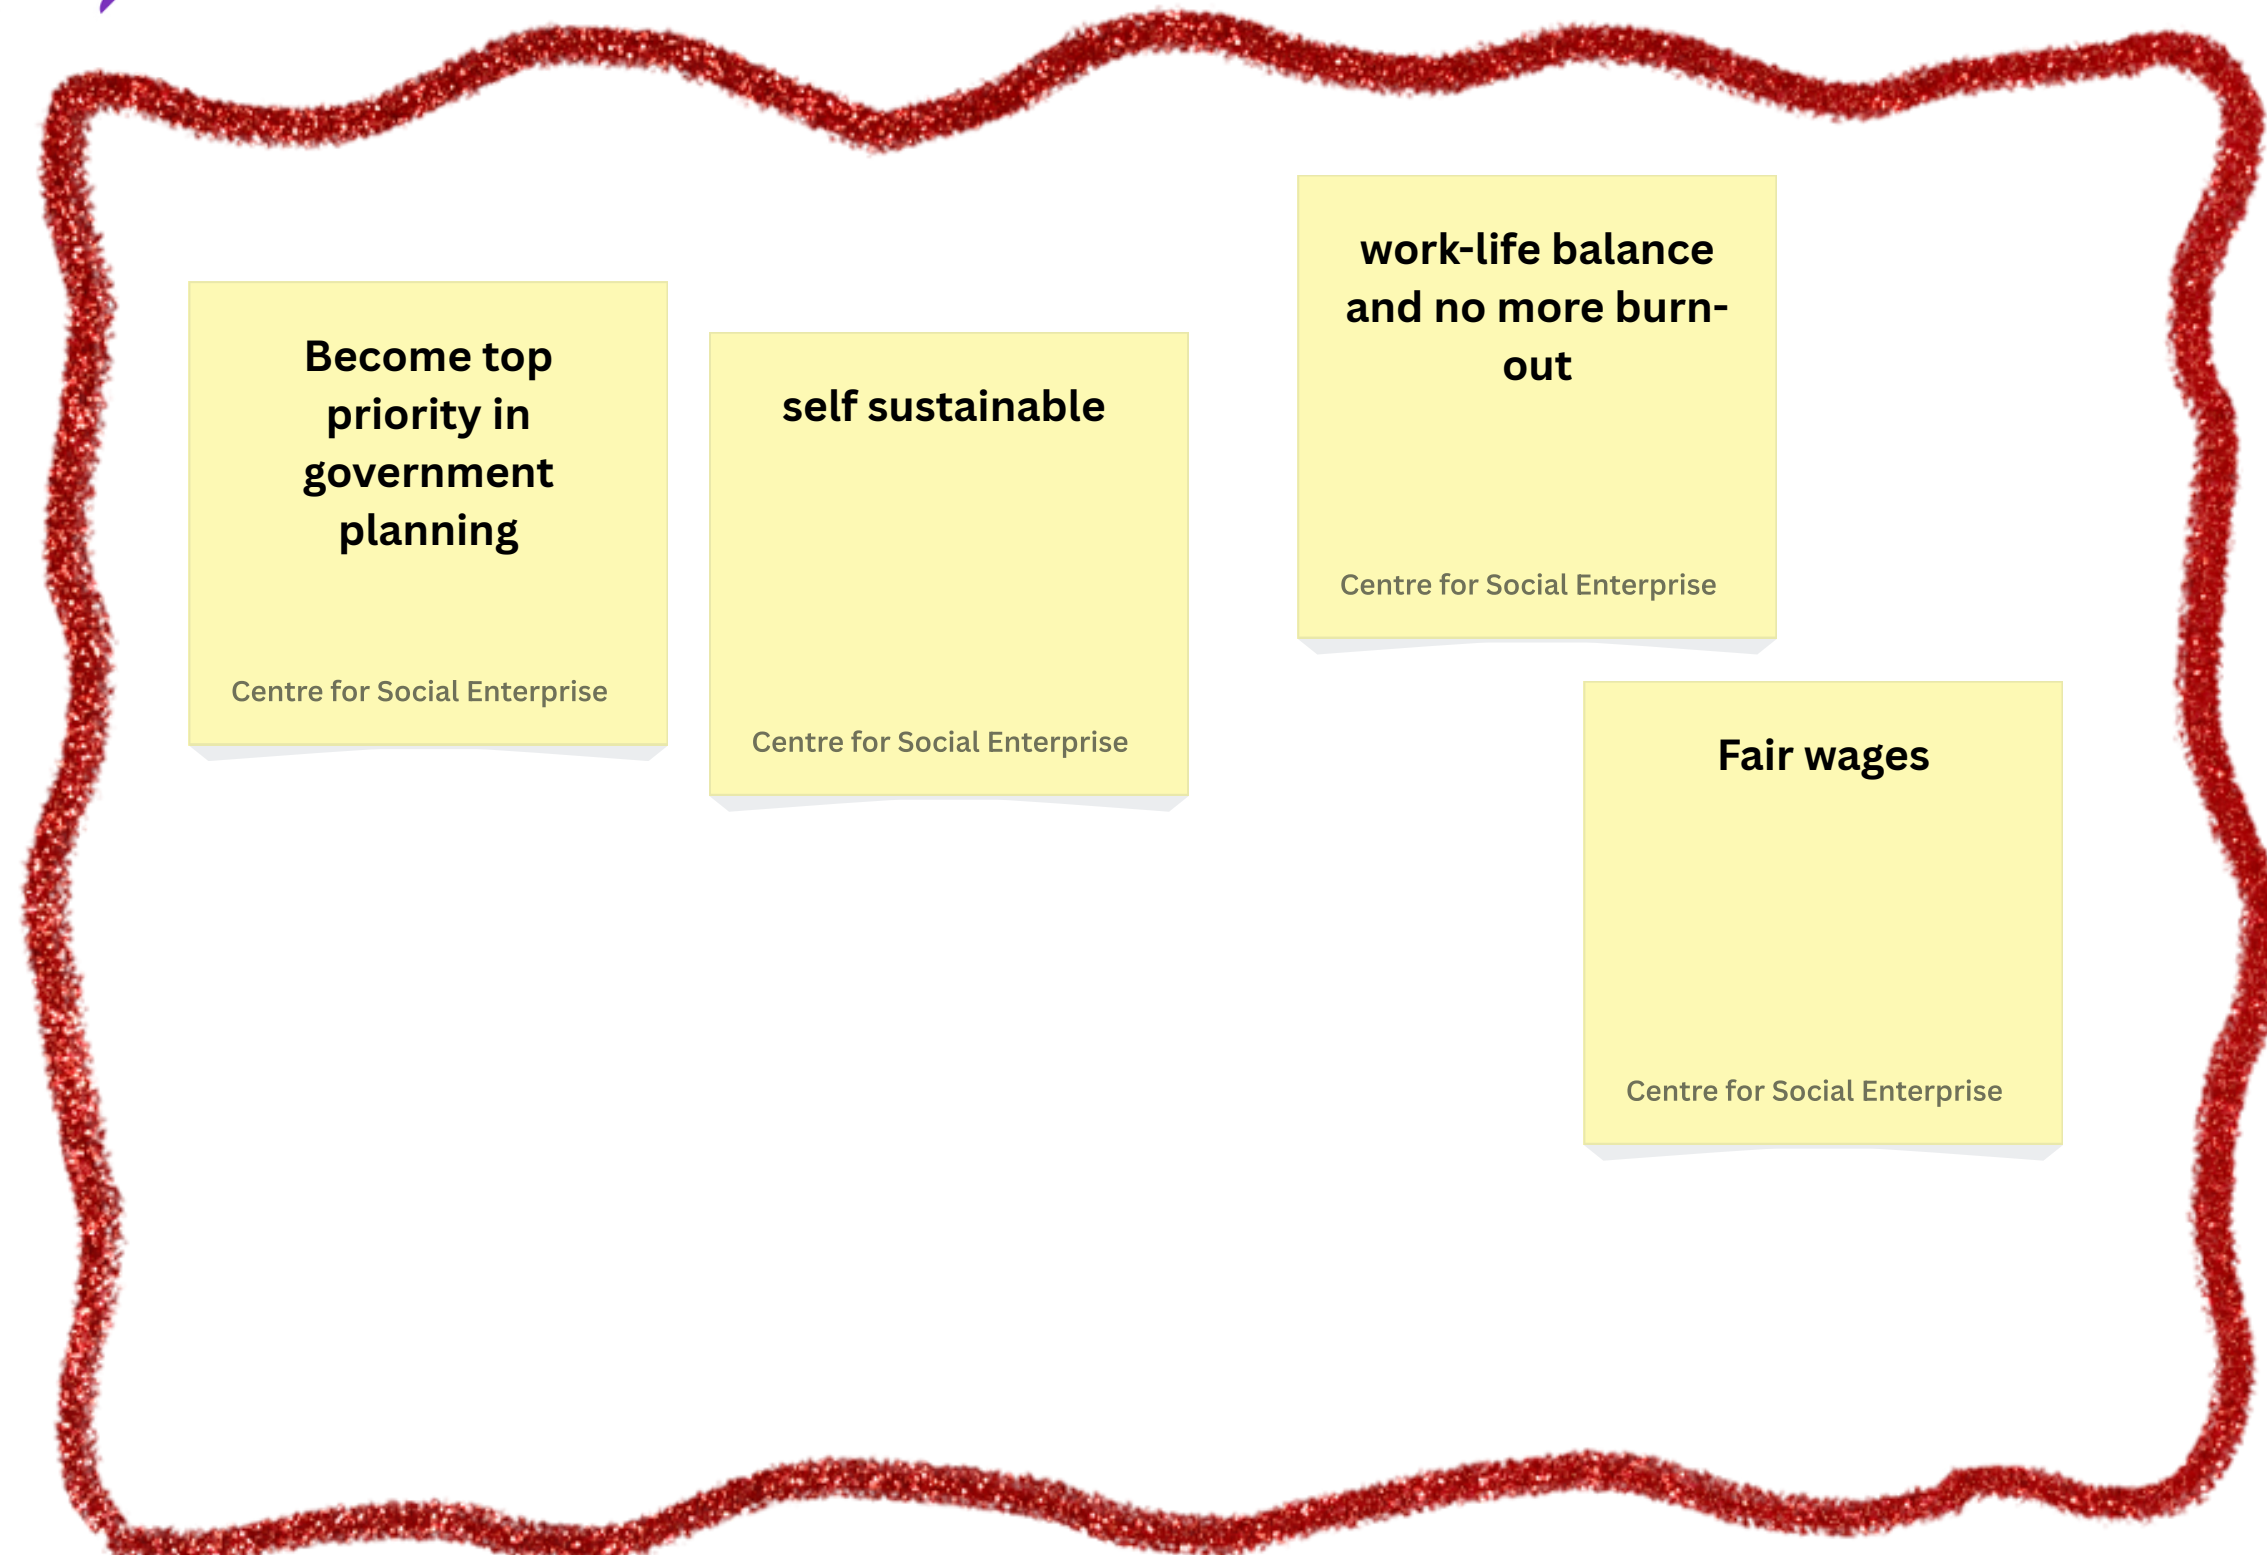 Become top
priority in
government
planning
Centre for Social Enterprise
self sustainable
Centre for Social Enterprise
work-life balance
and no more burn-
out
Centre for Social Enterprise
Fair wages
Centre for Social Enterprise